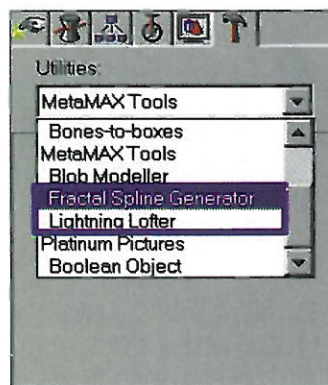 Utilities:
MetaMAX Tools
Bones-to-boxes
MetaMAX Tools
Blob Modeller
Fractal Spline Generator
Lightning Lofter
Platinum Pictures
Boolean Object